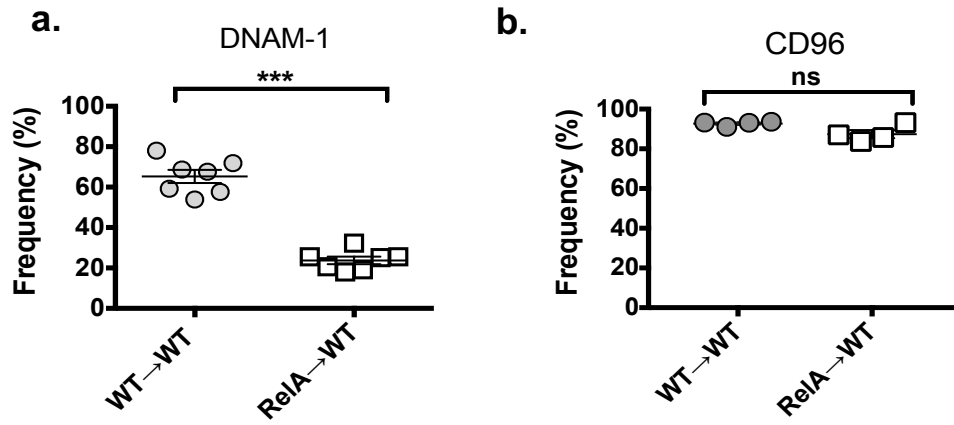 a.
DNAM-1
***
Frequency (%)
100
80
60
40
20
0
WT→WT
RelA→WT
b.
CD96
ns
Frequency (%)
100
80
60
40
20
0
WT→WT
RelA→WT